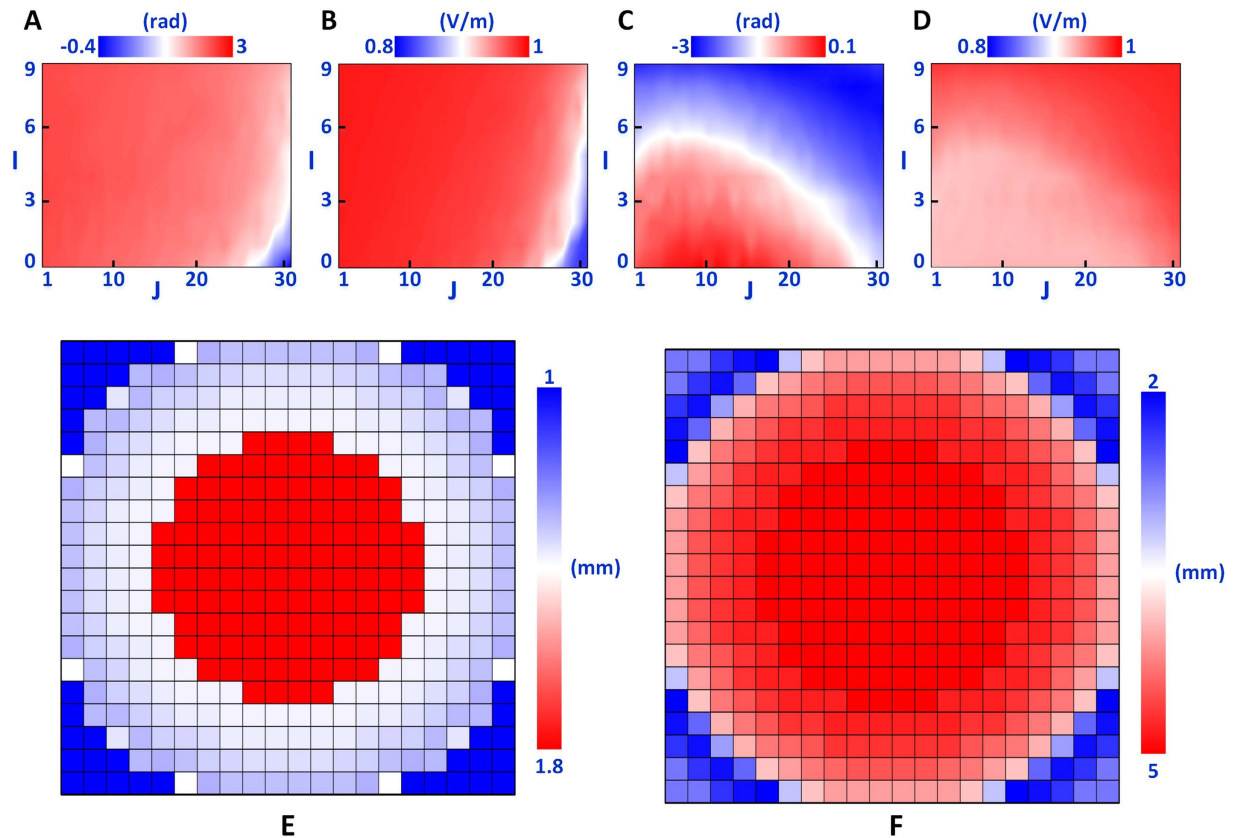 A (rad) B (V/m) C (rad) D (V/m)
-0.4 3 0.8 1 -3 0.1 0.8 1
9 9 9 9
6 6 6 6
I I I I
3 3 3 3
0 0 0 0
1 10 20 30 1 10 20 30 1 10 20 30 1 10 20 30
J J J J
1 2
(mm) (mm)
1.8 5
E F